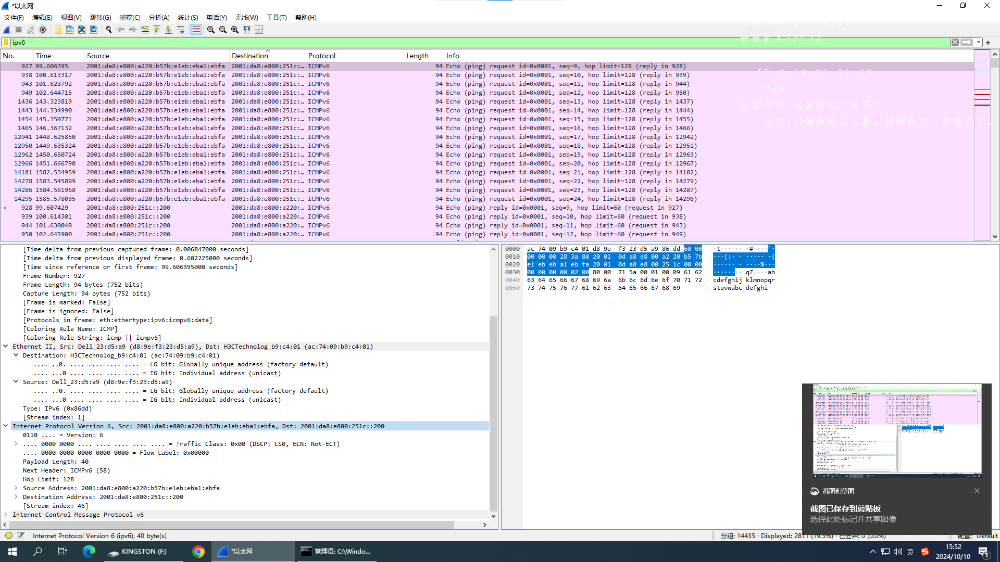 *以太网
文件(F) 编辑(E) 视图(V) 跳转(G) 捕获(C) 分析(A) 统计(S) 电话(Y) 无线(W) 工具(T) 帮助(H)
计算机名:PC33
ipv6
No. Time Source Destination Protocol Length Info
927 99.606395 2001:da8:e800:a220:b57b:e1eb:eba1:ebfa 2001:da8:e800:251c:… ICMPv6 94 Echo (ping) request id=0x0001, seq=9, hop limit=128 (reply in 928)
IPv4:10.26.29.43
938 100.613317 2001:da8:e800:a220:b57b:e1eb:eba1:ebfa 2001:da8:e800:251c:… ICMPv6 94 Echo (ping) request id=0x0001, seq=10, hop limit=128 (reply in 939)
943 101.628792 2001:da8:e800:a220:b57b:e1eb:eba1:ebfa 2001:da8:e800:251c:… ICMPv6 94 Echo (ping) request id=0x0001, seq=11, hop limit=128 (reply in 944)
IPv6:
949 102.644715 2001:da8:e800:a220:b57b:e1eb:eba1:ebfa 2001:da8:e800:251c:… ICMPv6 94 Echo (ping) request id=0x0001, seq=12, hop limit=128 (reply in 950)
1436 143.323819 2001:da8:e800:a220:b57b:e1eb:eba1:ebfa 2001:da8:e800:251c:… ICMPv6 94 Echo (ping) request id=0x0001, seq=13, hop limit=128 (reply in 1437)
还原方式:还原模式(每天)
1443 144.334990 2001:da8:e800:a220:b57b:e1eb:eba1:ebfa 2001:da8:e800:251c:… ICMPv6 94 Echo (ping) request id=0x0001, seq=14, hop limit=128 (reply in 1444)
1454 145.350771 2001:da8:e800:a220:b57b:e1eb:eba1:ebfa 2001:da8:e800:251c:… ICMPv6 94 Echo (ping) request id=0x0001, seq=15, hop limit=128 (reply in 1455)
内容:下课离开请关机, 整理座位, 垃圾带走.
1465 146.367132 2001:da8:e800:a220:b57b:e1eb:eba1:ebfa 2001:da8:e800:251c:… ICMPv6 94 Echo (ping) request id=0x0001, seq=16, hop limit=128 (reply in 1466)
12941 1448.625850 2001:da8:e800:a220:b57b:e1eb:eba1:ebfa 2001:da8:e800:251c:… ICMPv6 94 Echo (ping) request id=0x0001, seq=17, hop limit=128 (reply in 12942)
12950 1449.635324 2001:da8:e800:a220:b57b:e1eb:eba1:ebfa 2001:da8:e800:251c:… ICMPv6 94 Echo (ping) request id=0x0001, seq=18, hop limit=128 (reply in 12951)
12962 1450.650724 2001:da8:e800:a220:b57b:e1eb:eba1:ebfa 2001:da8:e800:251c:… ICMPv6 94 Echo (ping) request id=0x0001, seq=19, hop limit=128 (reply in 12963)
12966 1451.666790 2001:da8:e800:a220:b57b:e1eb:eba1:ebfa 2001:da8:e800:251c:… ICMPv6 94 Echo (ping) request id=0x0001, seq=20, hop limit=128 (reply in 12967)
14181 1582.534959 2001:da8:e800:a220:b57b:e1eb:eba1:ebfa 2001:da8:e800:251c:… ICMPv6 94 Echo (ping) request id=0x0001, seq=21, hop limit=128 (reply in 14182)
14278 1583.545899 2001:da8:e800:a220:b57b:e1eb:eba1:ebfa 2001:da8:e800:251c:… ICMPv6 94 Echo (ping) request id=0x0001, seq=22, hop limit=128 (reply in 14279)
14286 1584.561968 2001:da8:e800:a220:b57b:e1eb:eba1:ebfa 2001:da8:e800:251c:… ICMPv6 94 Echo (ping) request id=0x0001, seq=23, hop limit=128 (reply in 14287)
14295 1585.578035 2001:da8:e800:a220:b57b:e1eb:eba1:ebfa 2001:da8:e800:251c:… ICMPv6 94 Echo (ping) request id=0x0001, seq=24, hop limit=128 (reply in 14296)
928 99.607429 2001:da8:e800:251c::200 2001:da8:e800:a220:… ICMPv6 94 Echo (ping) reply id=0x0001, seq=9, hop limit=60 (request in 927)
939 100.614301 2001:da8:e800:251c::200 2001:da8:e800:a220:… ICMPv6 94 Echo (ping) reply id=0x0001, seq=10, hop limit=60 (request in 938)
944 101.630049 2001:da8:e800:251c::200 2001:da8:e800:a220:… ICMPv6 94 Echo (ping) reply id=0x0001, seq=11, hop limit=60 (request in 943)
950 102.645900 2001:da8:e800:251c::200 2001:da8:e800:a220:… ICMPv6 94 Echo (ping) reply id=0x0001, seq=12, hop limit=60 (request in 949)
[Time delta from previous captured frame: 0.006847000 seconds]
[Time delta from previous displayed frame: 0.602225000 seconds]
[Time since reference or first frame: 99.606395000 seconds]
Frame Number: 927
Frame Length: 94 bytes (752 bits)
Capture Length: 94 bytes (752 bits)
[Frame is marked: False]
[Frame is ignored: False]
[Protocols in frame: eth:ethertype:ipv6:icmpv6:data]
[Coloring Rule Name: ICMP]
[Coloring Rule String: icmp || icmpv6]
Ethernet II, Src: Dell_23:d5:a9 (d8:9e:f3:23:d5:a9), Dst: H3CTechnolog_b9:c4:01 (ac:74:09:b9:c4:01)
Destination: H3CTechnolog_b9:c4:01 (ac:74:09:b9:c4:01)
.... ..0. .... .... .... .... = LG bit: Globally unique address (factory default)
.... ...0 .... .... .... .... = IG bit: Individual address (unicast)
Source: Dell_23:d5:a9 (d8:9e:f3:23:d5:a9)
.... ..0. .... .... .... .... = LG bit: Globally unique address (factory default)
.... ...0 .... .... .... .... = IG bit: Individual address (unicast)
Type: IPv6 (0x86dd)
[Stream index: 1]
Internet Protocol Version 6, Src: 2001:da8:e800:a220:b57b:e1eb:eba1:ebfa, Dst: 2001:da8:e800:251c::200
0110 .... = Version: 6
.... 0000 0000 .... .... .... .... .... = Traffic Class: 0x00 (DSCP: CS0, ECN: Not-ECT)
.... 0000 0000 0000 0000 0000 = Flow Label: 0x00000
Payload Length: 40
Next Header: ICMPv6 (58)
Hop Limit: 128
Source Address: 2001:da8:e800:a220:b57b:e1eb:eba1:ebfa
Destination Address: 2001:da8:e800:251c::200
[Stream index: 46]
Internet Control Message Protocol v6
0000 ac 74 09 b9 c4 01 d8 9e f3 23 d5 a9 86 dd 60 00 ·t······ ·#····`·
0010 00 00 00 28 3a 80 20 01 0d a8 e8 00 a2 20 b5 7b ···(:· · ····· ·{
0020 e1 eb eb a1 eb fa 20 01 0d a8 e8 00 25 1c 00 00 ······ · ····%···
0030 00 00 00 00 02 00 80 00 71 5a 00 01 00 09 61 62 ········ qZ····ab
0040 63 64 65 66 67 68 69 6a 6b 6c 6d 6e 6f 70 71 72 cdefghij klmnopqr
0050 73 74 75 76 77 61 62 63 64 65 66 67 68 69 stuvwabc defghi
截图和草图
截图已保存到剪贴板
选择此处标记并共享图像
Internet Protocol Version 6 (ipv6), 40 byte(s)
分组: 14435 · Displayed: 2811 (19.5%) · 已丢弃: 0 (0.0%)
配置: Default
KINGSTON (F:)
*以太网
管理员: C:\Windo...
英
15:52
2024/10/10
1